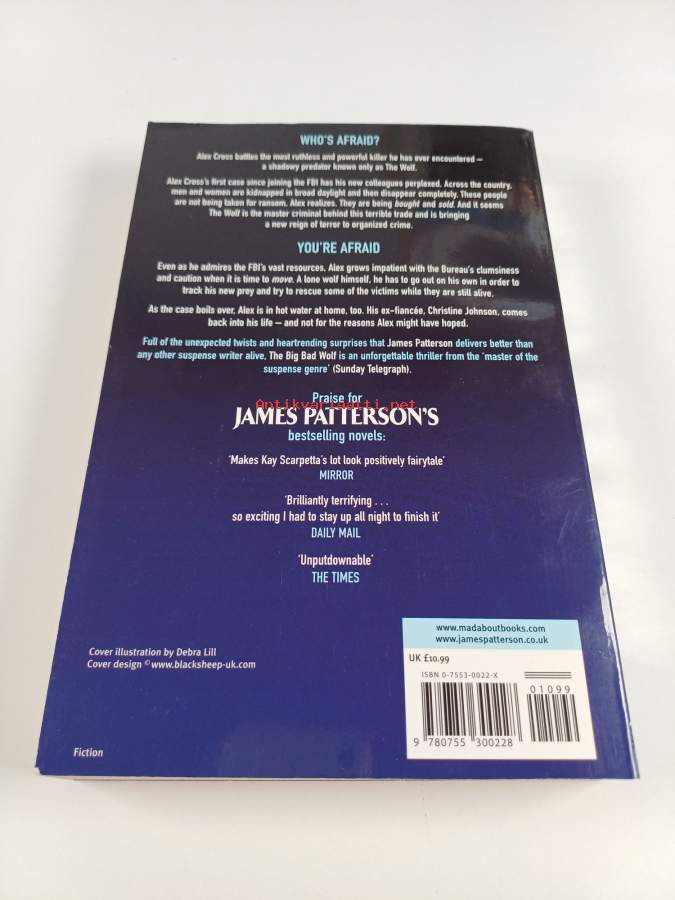 WHO'S AFRAID?
Alex Cross battles the most ruthless and powerful killer he has ever encountered –
a shadowy predator known only as The Wolf.
Alex Cross's first case since joining the FBI has his new colleagues perplexed. Across the country,
men and women are kidnapped in broad daylight and then disappear completely. These people
are not being taken for ransom, Alex realizes. They are being bought and sold. And it seems
The Wolf is the master criminal behind this terrible trade and is bringing
a new reign of terror to organized crime.
YOU'RE AFRAID
Even as he admires the FBI's vast resources, Alex grows impatient with the Bureau's clumsiness
and caution when it is time to move. A lone wolf himself, he has to go out on his own in order to
track his new prey and try to rescue some of the victims while they are still alive.
As the case boils over, Alex is in hot water at home, too. His ex-fiancée, Christine Johnson, comes
back into his life – and not for the reasons Alex might have hoped.
Full of the unexpected twists and heartrending surprises that James Patterson delivers better than
any other suspense writer alive, The Big Bad Wolf is an unforgettable thriller from the 'master of the
suspense genre' (Sunday Telegraph).
Praise for
Antikvariaatti.net
JAMES PATTERSON'S
bestselling novels:
'Makes Kay Scarpetta's lot look positively fairytale'
MIRROR
'Brilliantly terrifying . . .
so exciting I had to stay up all night to finish it'
DAILY MAIL
'Unputdownable'
THE TIMES
www.madaboutbooks.com
www.jamespatterson.co.uk
Cover illustration by Debra Lill
Cover design ©www.blacksheep-uk.com
UK £10.99
ISBN 0-7553-0022-X
01099
9 780755 300228
Fiction